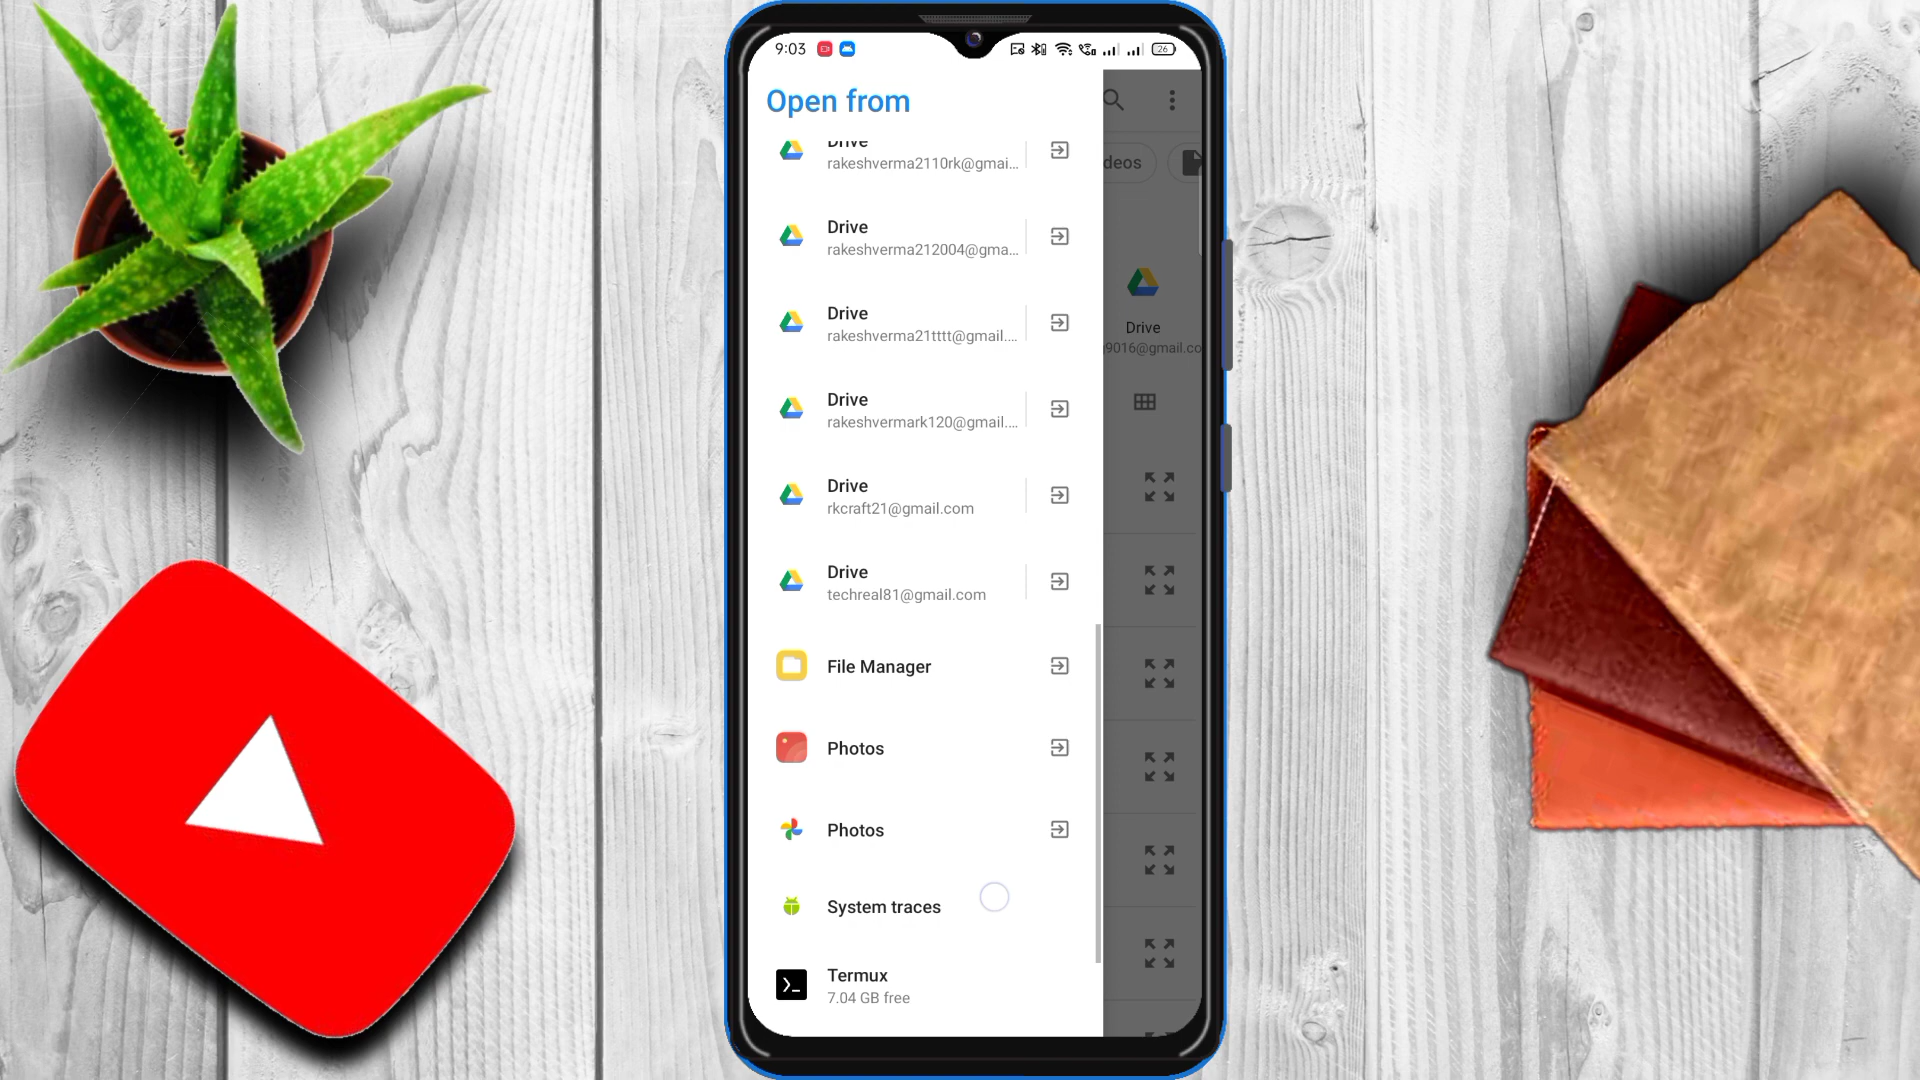 9:03
26
Open from
Drive
rakeshverma2110rk@gmai...
Drive
rakeshverma212004@gma...
Drive
rakeshverma21tttt@gmail....
Drive
rakeshvermark120@gmail....
Drive
rkcraft21@gmail.com
Drive
techreal81@gmail.com
File Manager
Photos
Photos
System traces
Termux
7.04 GB free
deos
Drive
9016@gmail.co